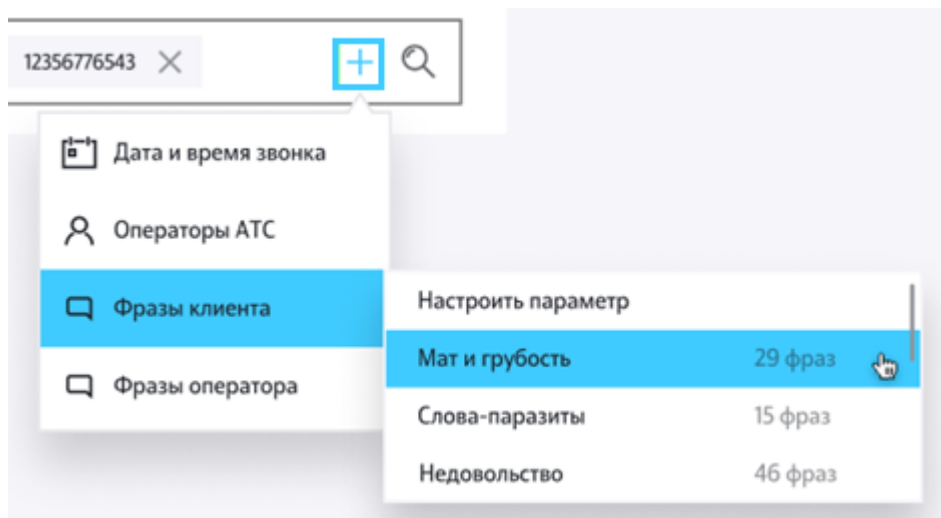 12356776543
Дата и время звонка
Операторы АТС
Фразы клиента
Фразы оператора
Настроить параметр
Мат и грубость 29 фраз
Слова-паразиты 15 фраз
Недовольство 46 фраз